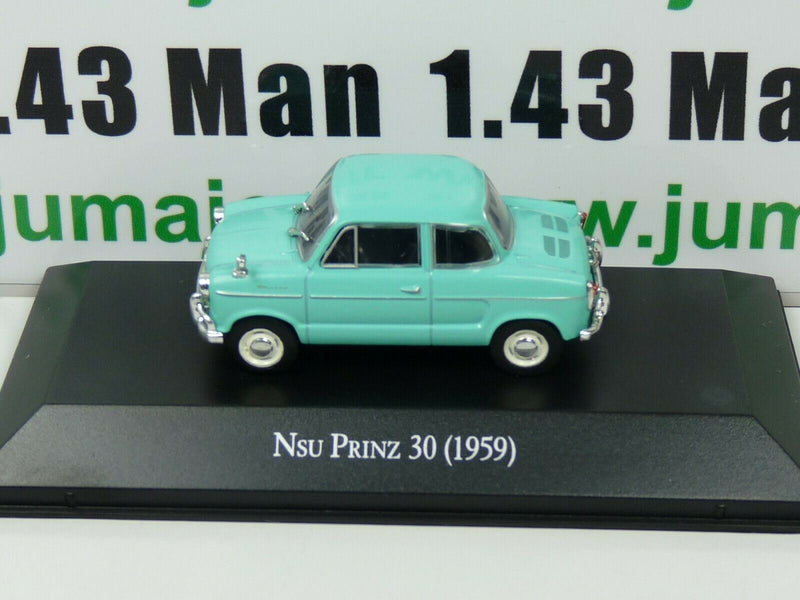 .43 Man 1.43 Ma
.jumai w.jum
NSU PRINZ 30 (1959)